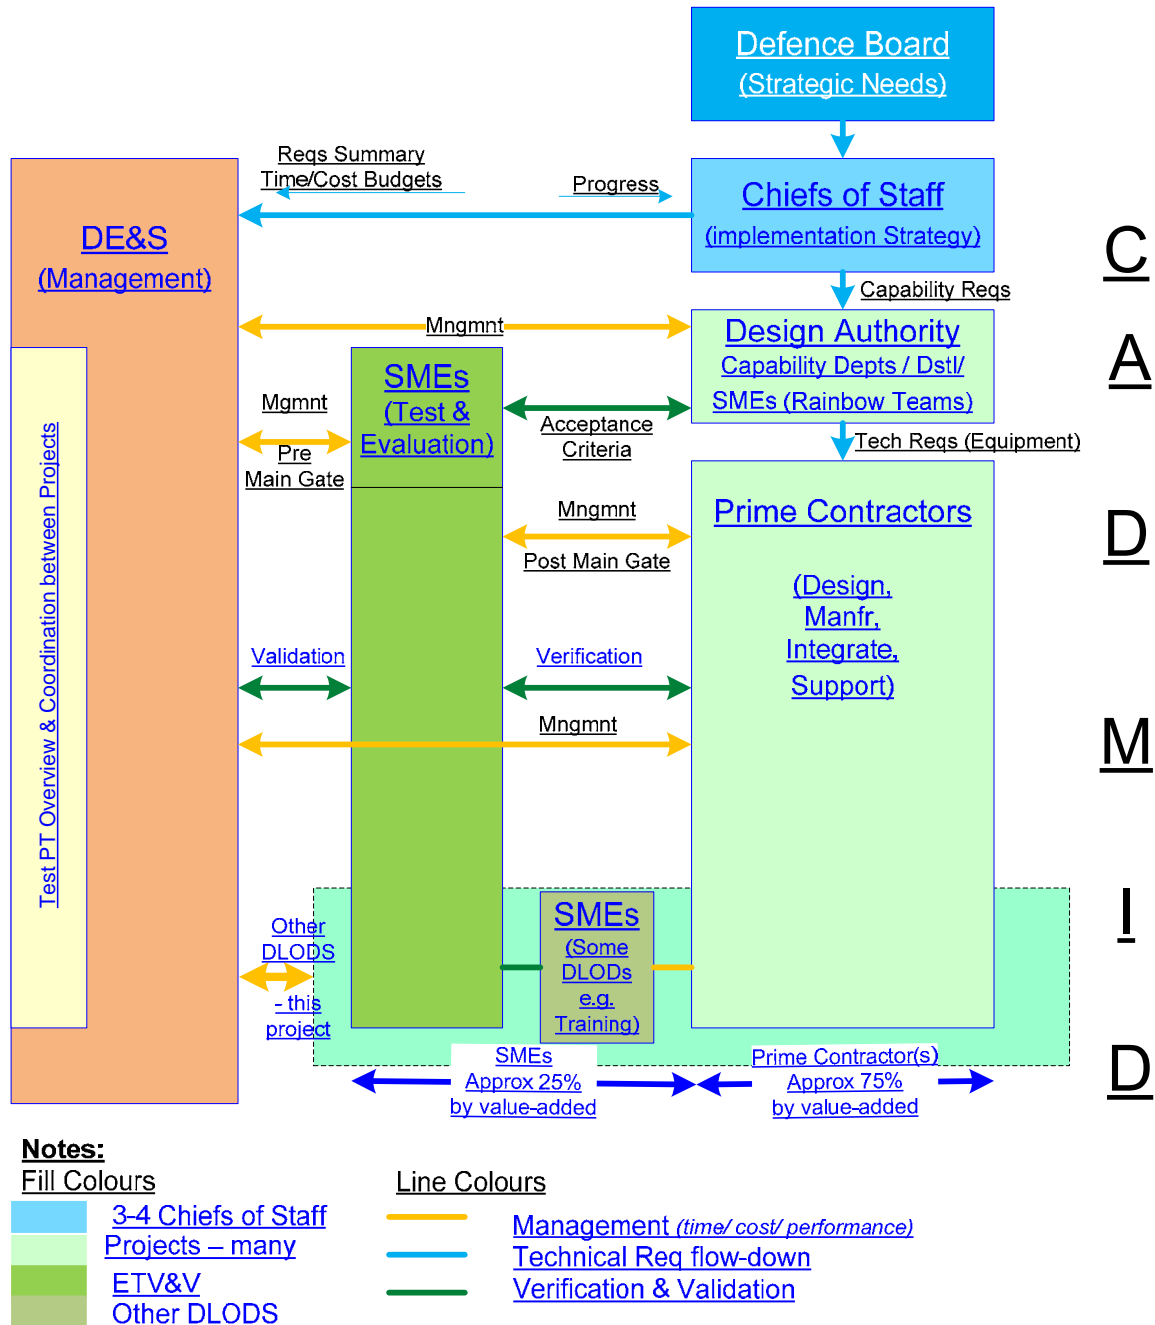 Defence Board
(Strategic Needs)
Reqs Summary
Time/Cost Budgets
Progress
Chiefs of Staff
(implementation Strategy)
C
DE&S
(Management)
Capability Reqs
Mngmnt
Design Authority
Capability Depts / Dstl/
SMEs (Rainbow Teams)
A
SMEs
(Test &
Evaluation)
Mgmnt
Pre
Main Gate
Acceptance
Criteria
Tech Reqs (Equipment)
Test PT Overview & Coordination between Projects
Mngmnt
Post Main Gate
Prime Contractors
(Design,
Manfr,
Integrate,
Support)
D
Validation
Verification
Mngmnt
M
Other
DLODS
- this
project
SMEs
(Some
DLODs
e.g.
Training)
I
SMEs
Approx 25%
by value-added
Prime Contractor(s)
Approx 75%
by value-added
D
Notes:
Fill Colours
3-4 Chiefs of Staff
Projects – many
ETV&V
Other DLODS
Line Colours
Management (time/ cost/ performance)
Technical Req flow-down
Verification & Validation